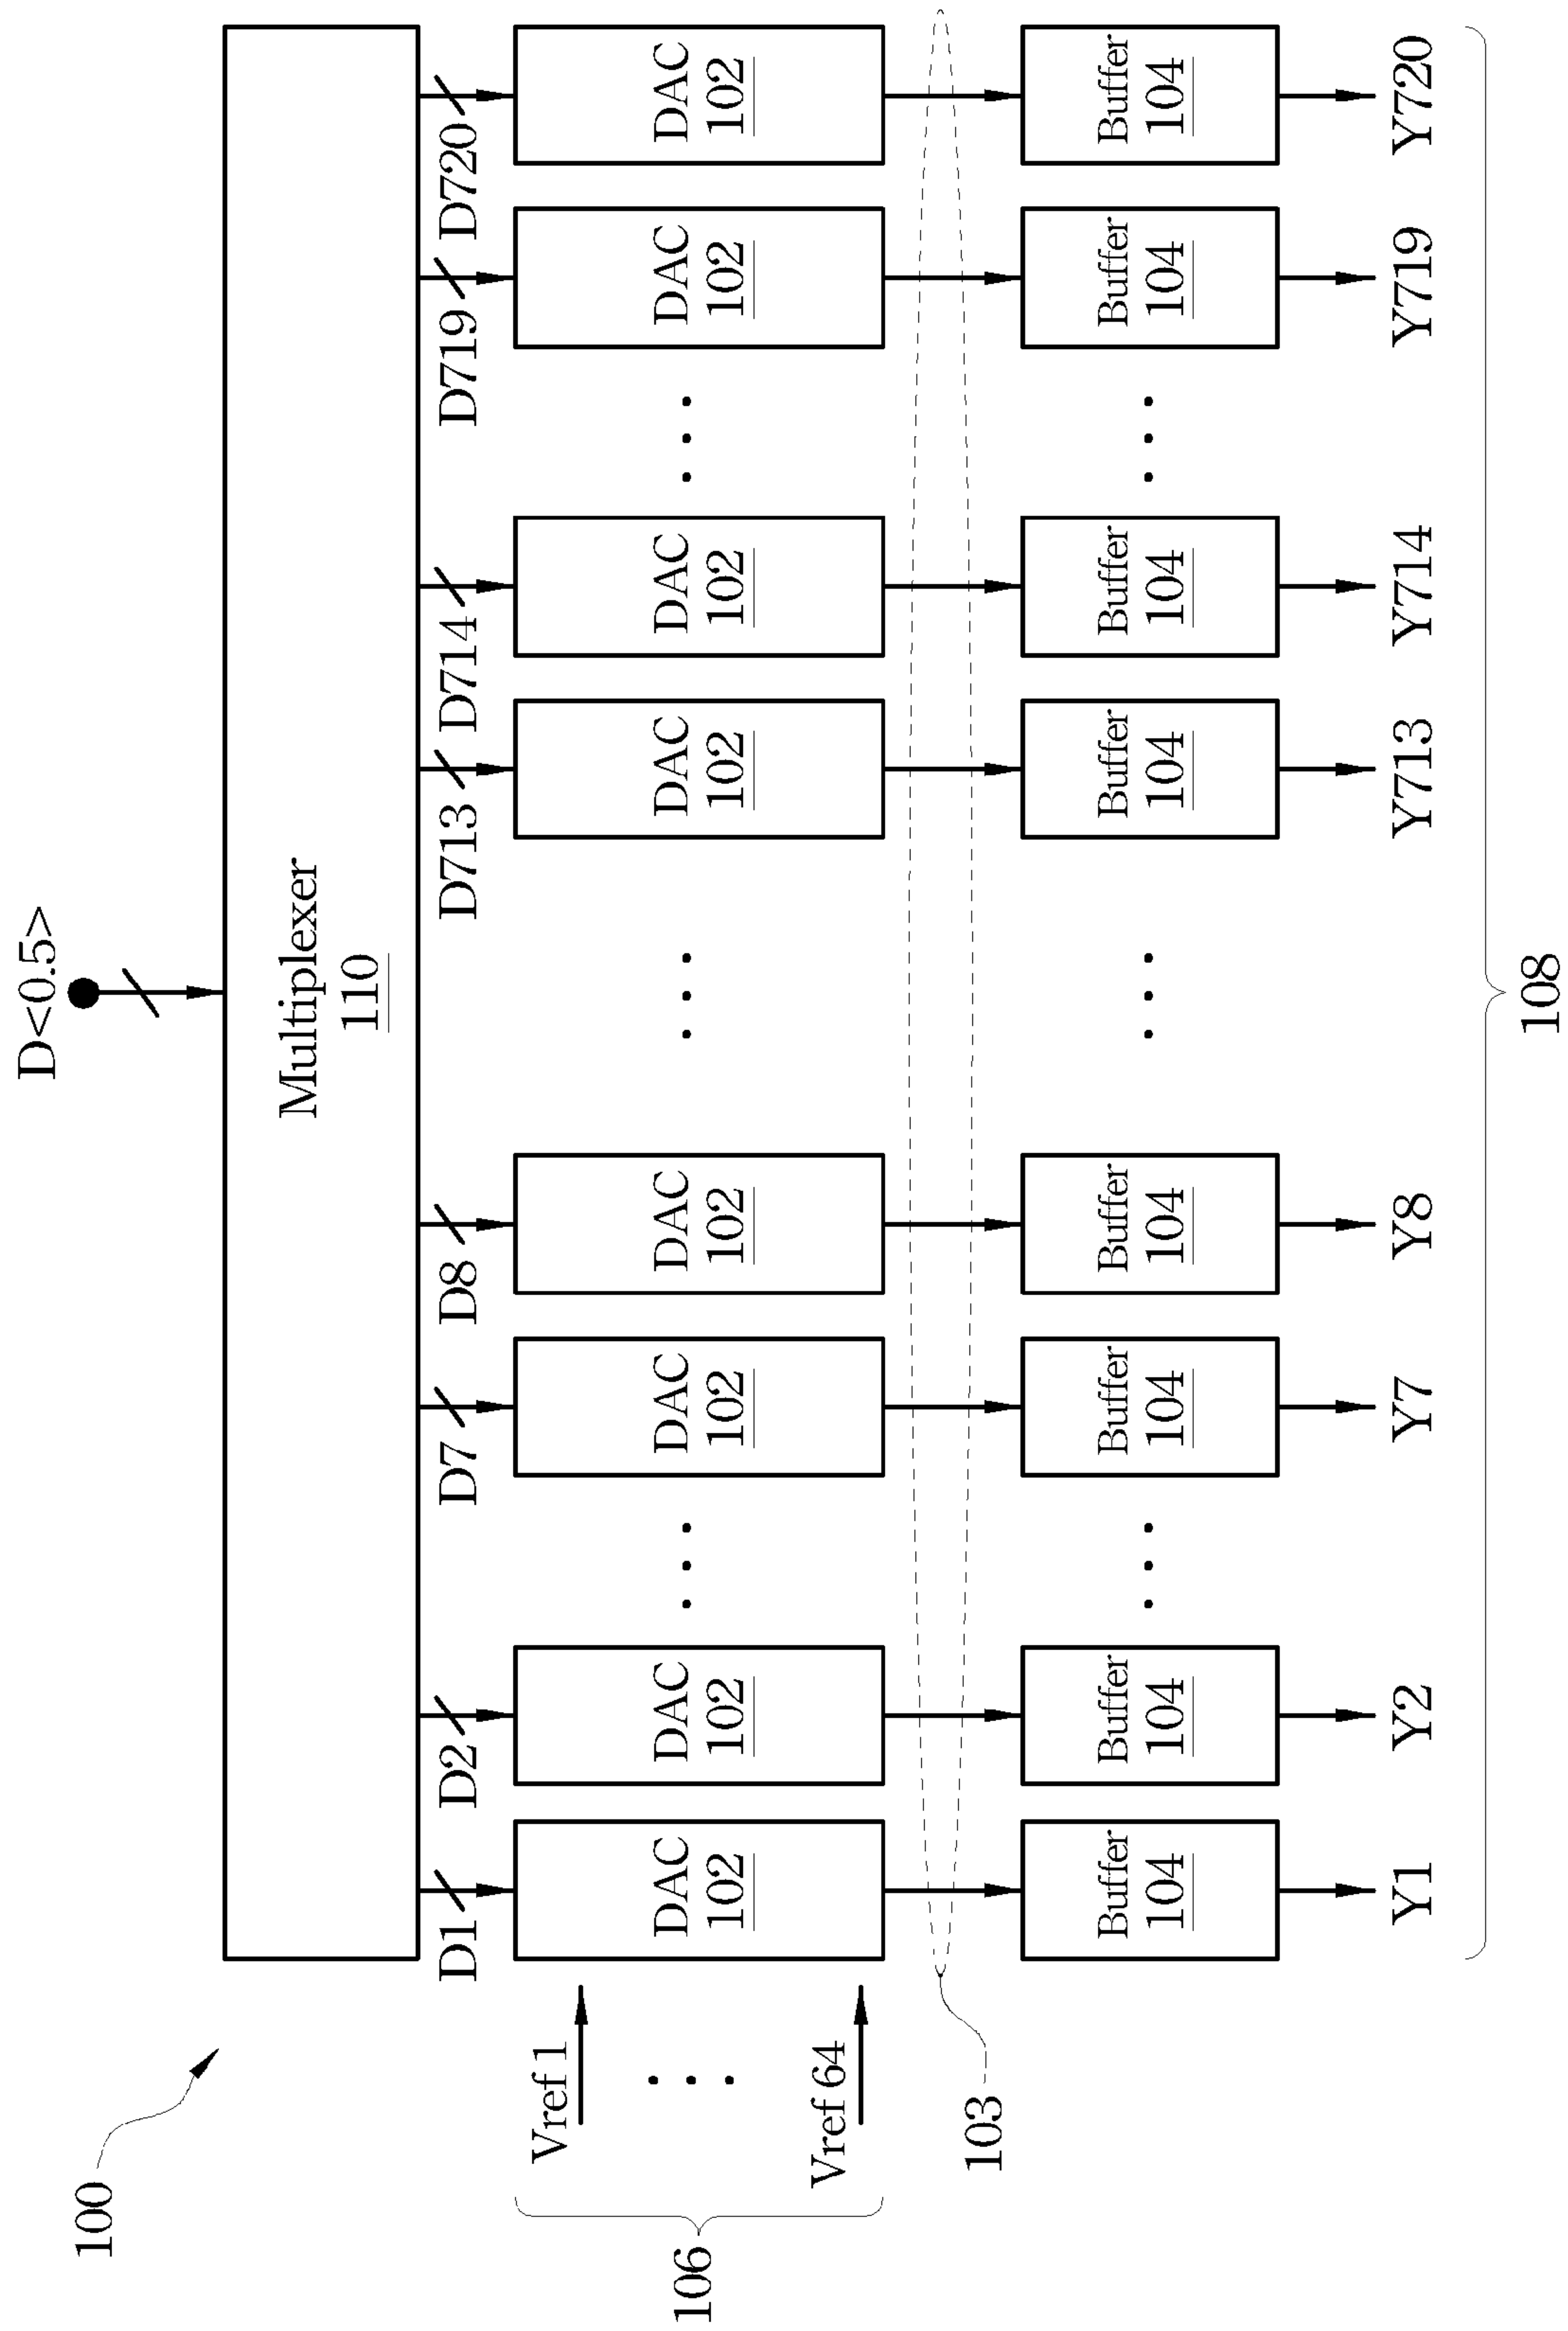 100
D<0.5>
Multiplexer
110
D1
D2
D7
D8
D713
D714
D719
D720
106
Vref 1
Vref 64
DAC
102
DAC
102
DAC
102
DAC
102
DAC
102
DAC
102
DAC
102
DAC
102
103
Buffer
104
Buffer
104
Buffer
104
Buffer
104
Buffer
104
Buffer
104
Buffer
104
Buffer
104
Y1
Y2
Y7
Y8
Y713
Y714
Y719
Y720
108